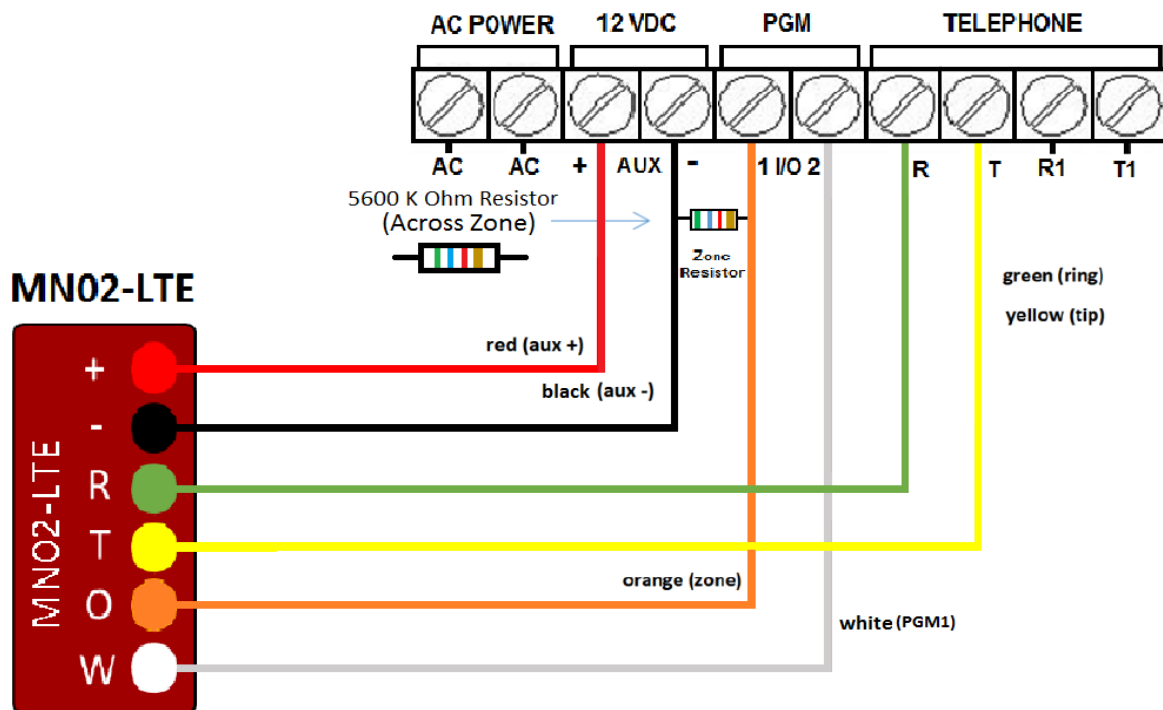 AC POWER 12 VDC PGM TELEPHONE
AC AC + AUX - 1 I/O 2 R T R1 T1
5600 K Ohm Resistor
(Across Zone)
Zone
Resistor
green (ring)
yellow (tip)
MN02-LTE
red (aux +)
black (aux -)
MN02-LTE
+
-
R
T
O
W
orange (zone)
white (PGM1)